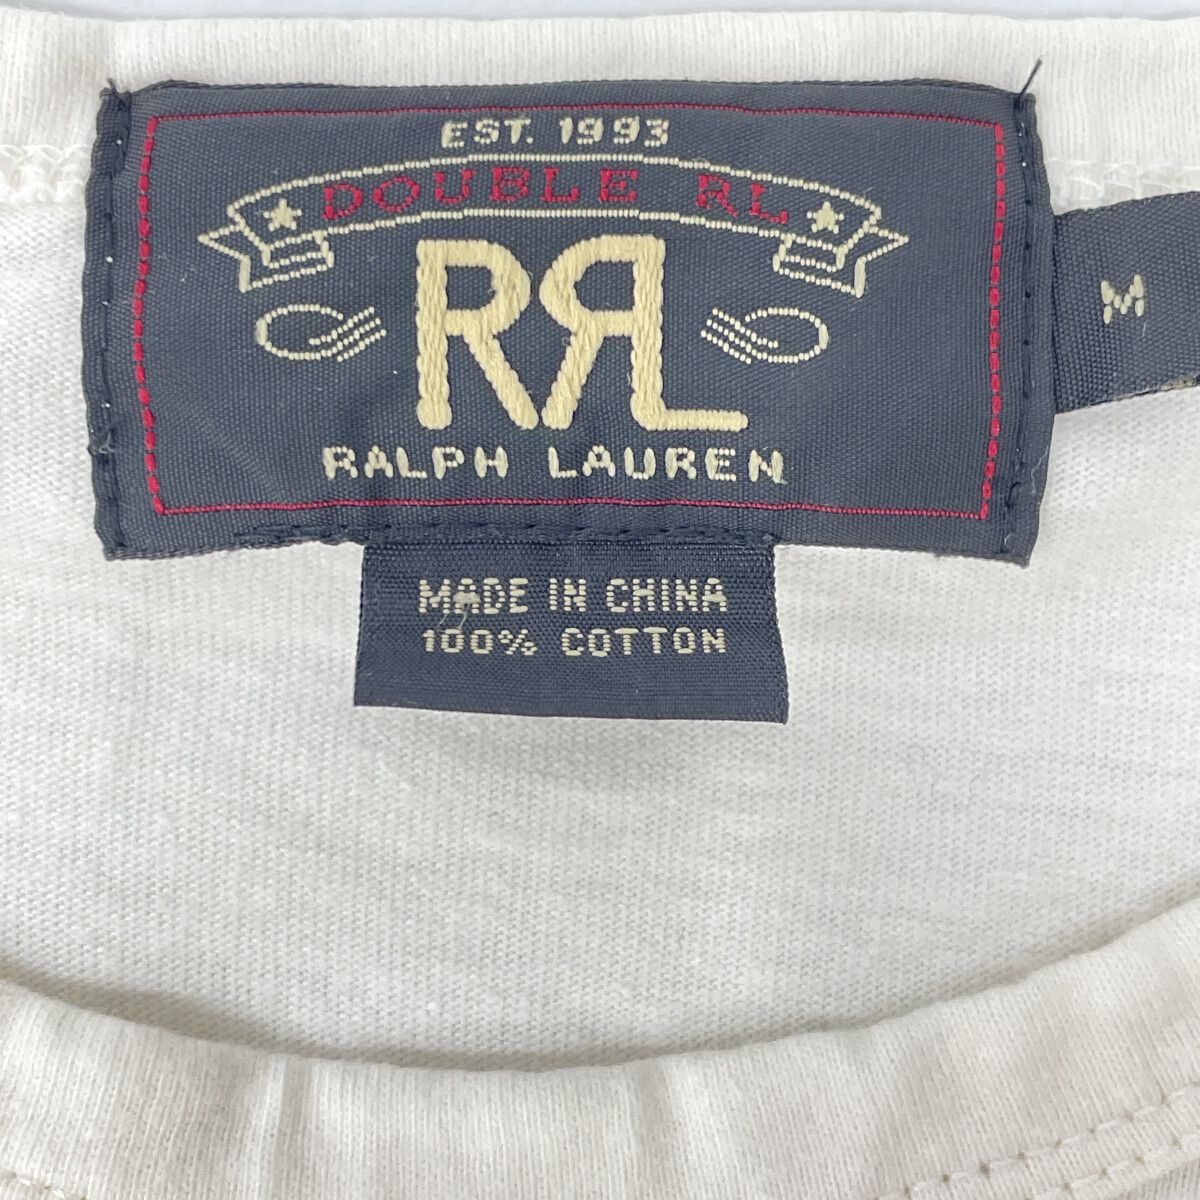 EST. 1993
DOUBLE RL
RRL
RALPH LAUREN
M
MADE IN CHINA
100% COTTON